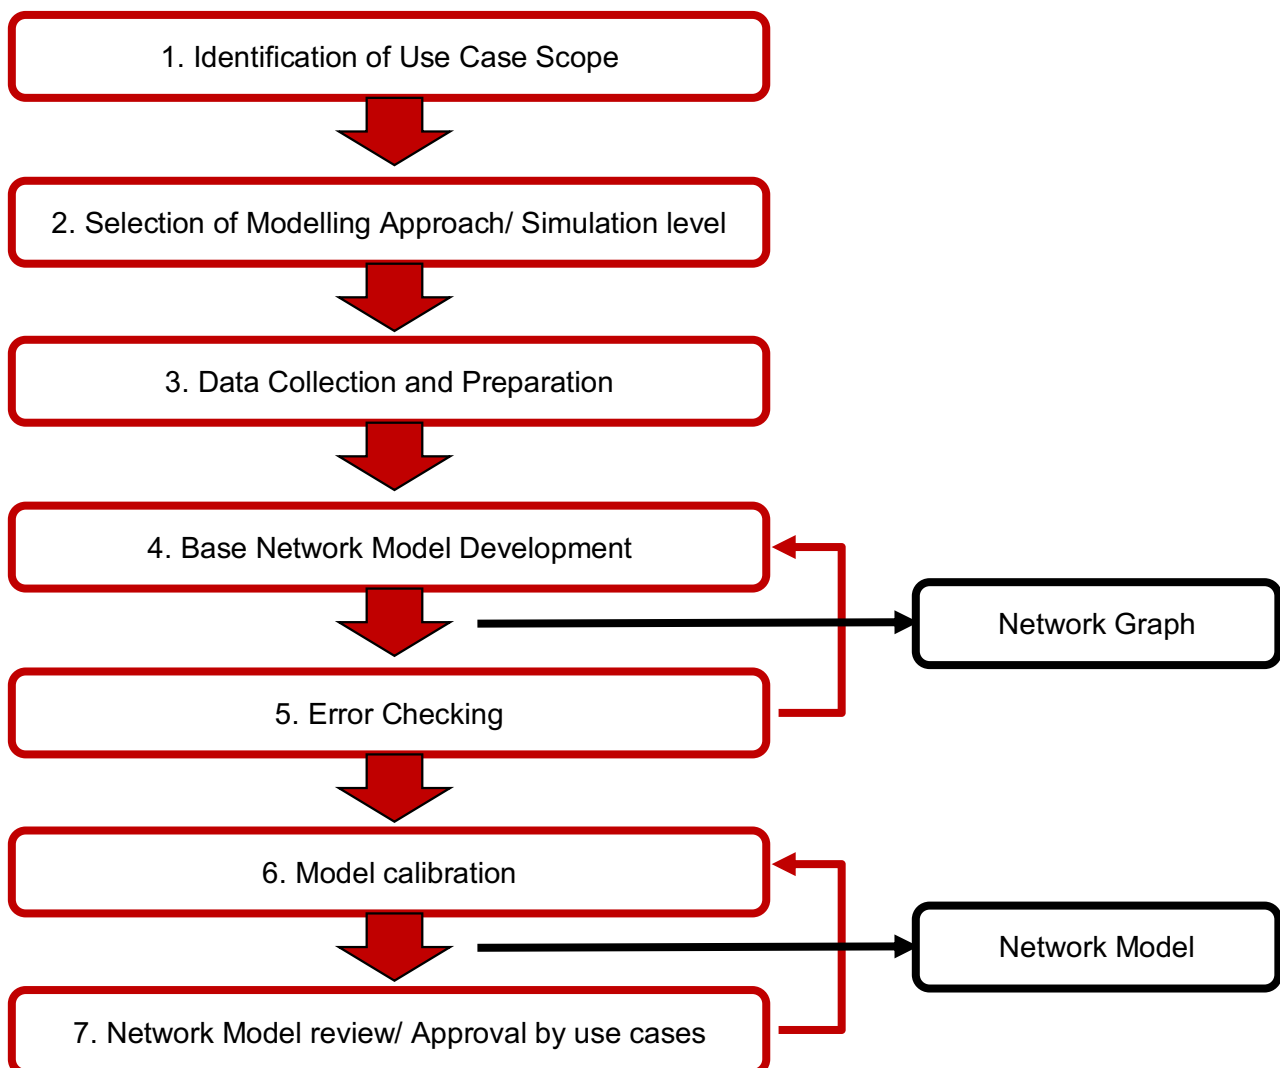 1. Identification of Use Case Scope
2. Selection of Modelling Approach/ Simulation level
3. Data Collection and Preparation
4. Base Network Model Development
Network Graph
5. Error Checking
6. Model calibration
Network Model
7. Network Model review/ Approval by use cases